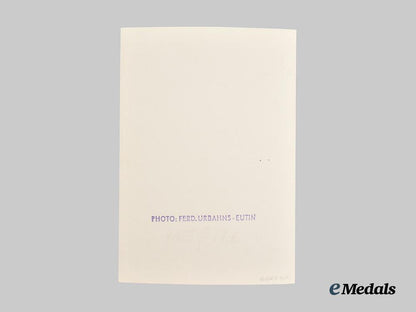 PHOTO: FERD. URBAHNS - EUTIN
eMedals